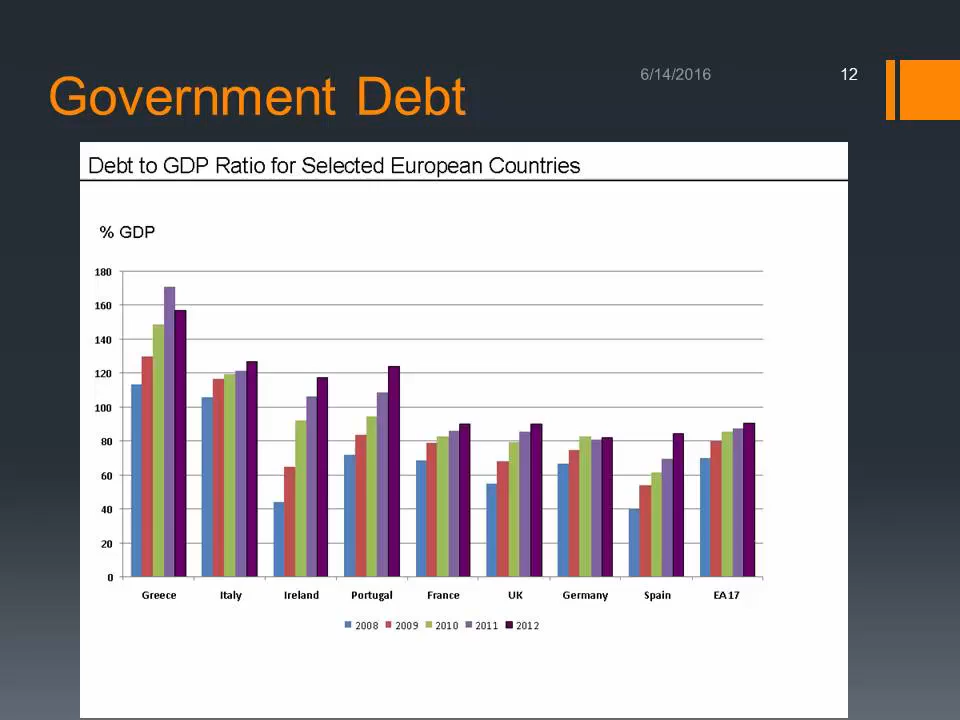 Government Debt
6/14/2016
12
Debt to GDP Ratio for Selected European Countries
% GDP
180
160
140
120
100
80
60
40
20
0
Greece Italy Ireland Portugal France UK Germany Spain EA17
2008 2009 2010 2011 2012